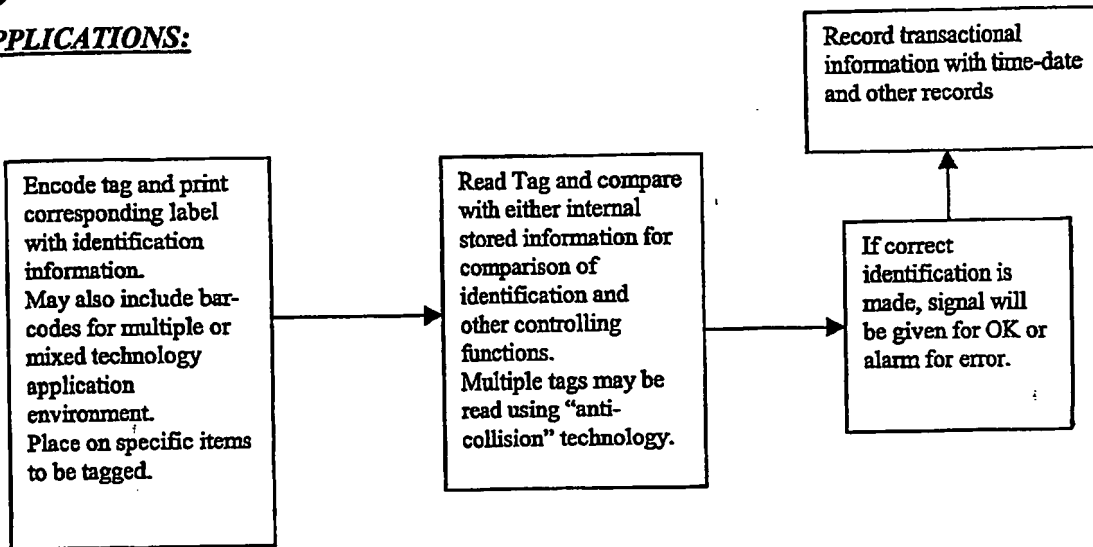 PPLICATIONS:
Record transactional
information with time-date
and other records
Encode tag and print
corresponding label
with identification
information.
May also include bar-
codes for multiple or
mixed technology
application
environment.
Place on specific items
to be tagged.
Read Tag and compare
with either internal
stored information for
comparison of
identification and
other controlling
functions.
Multiple tags may be
read using “anti-
collision” technology.
If correct
identification is
made, signal will
be given for OK or
alarm for error.